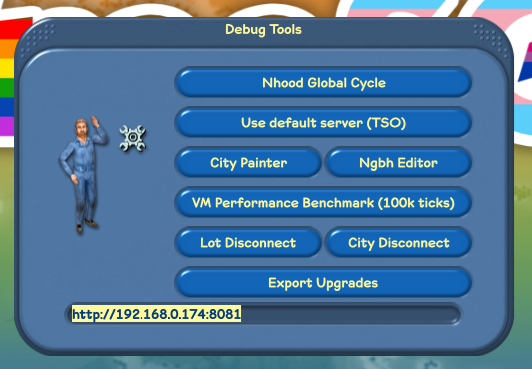 Debug Tools
Nhood Global Cycle
Use default server (TSO)
City Painter
Ngbh Editor
VM Performance Benchmark (100k ticks)
Lot Disconnect
City Disconnect
Export Upgrades
http://192.168.0.174:8081